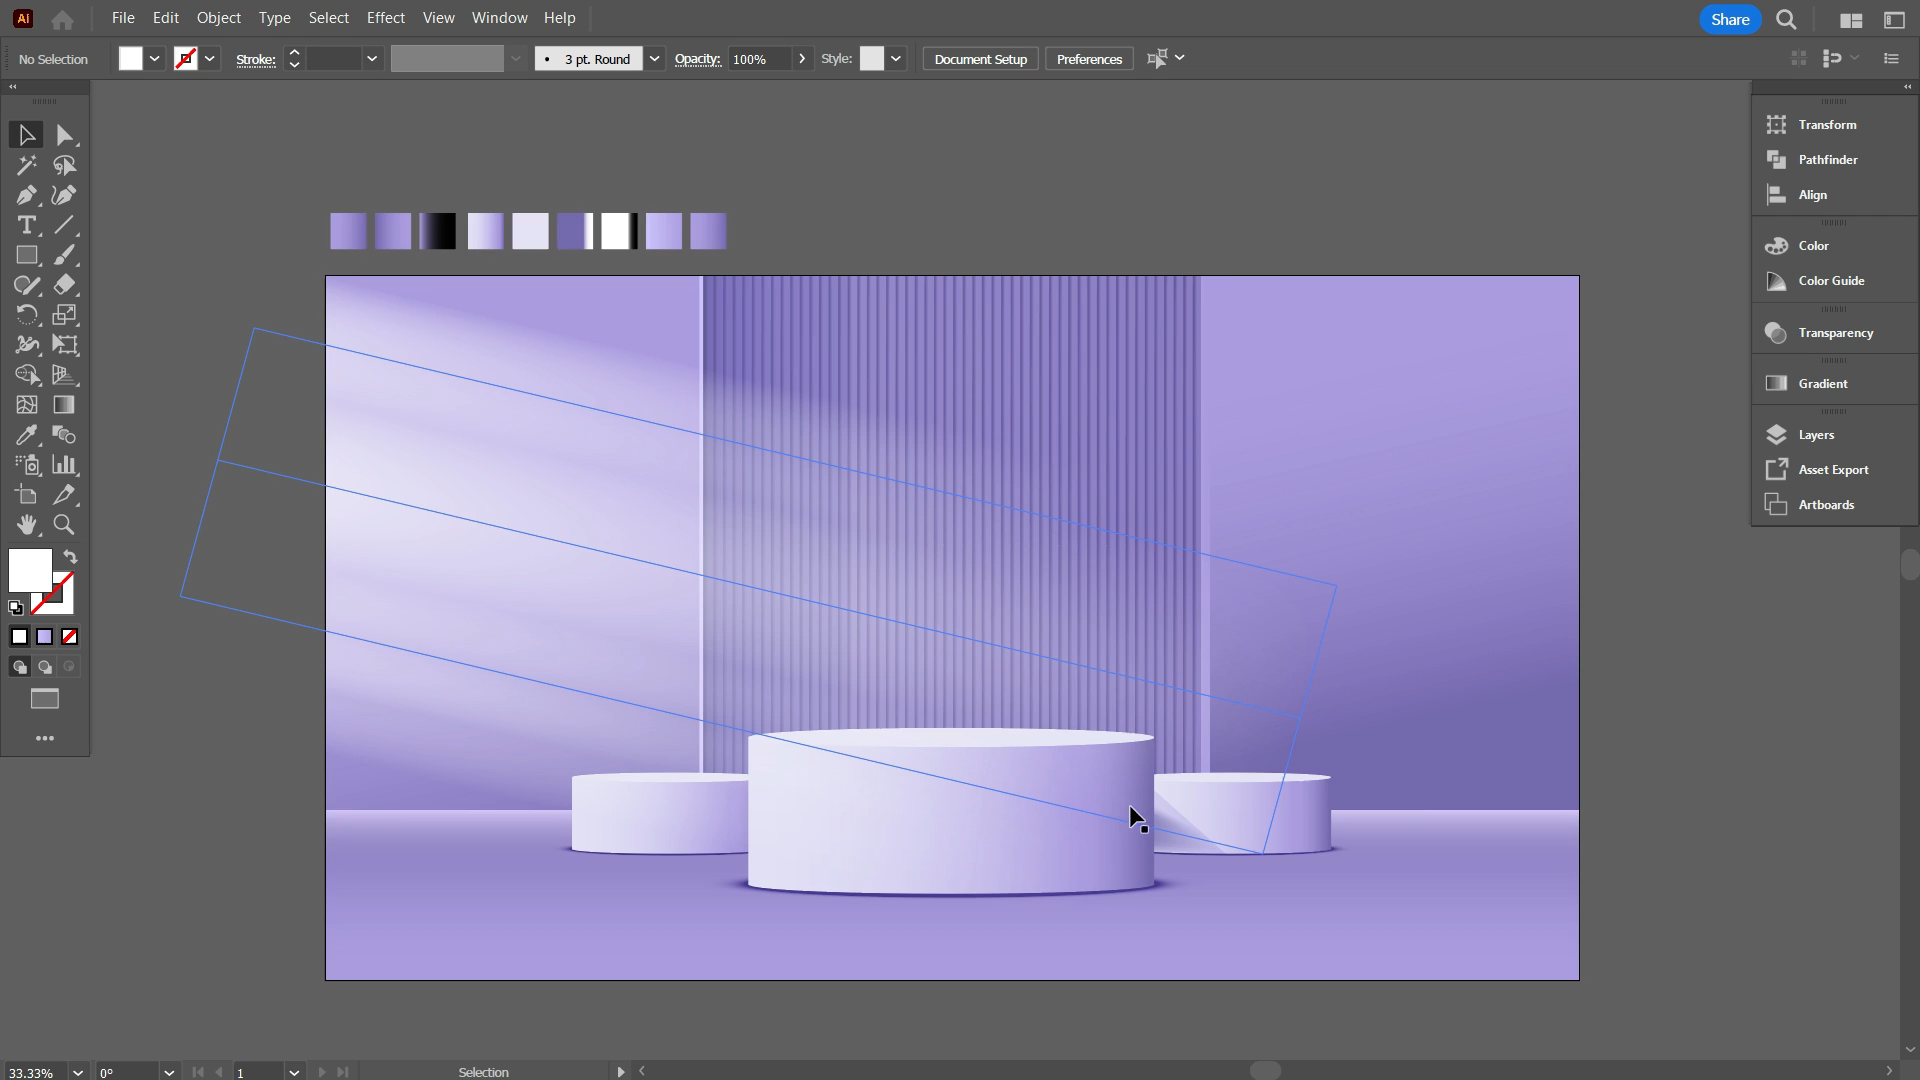 Ai File Edit Object Type Select Effect View Window Help Share
No Selection Stroke: 3 pt. Round Opacity: 100% Style: Document Setup Preferences
T
Transform
Pathfinder
Align
Color
Color Guide
Transparency
Gradient
Layers
Asset Export
Artboards
33.33% 0° 1 Selection